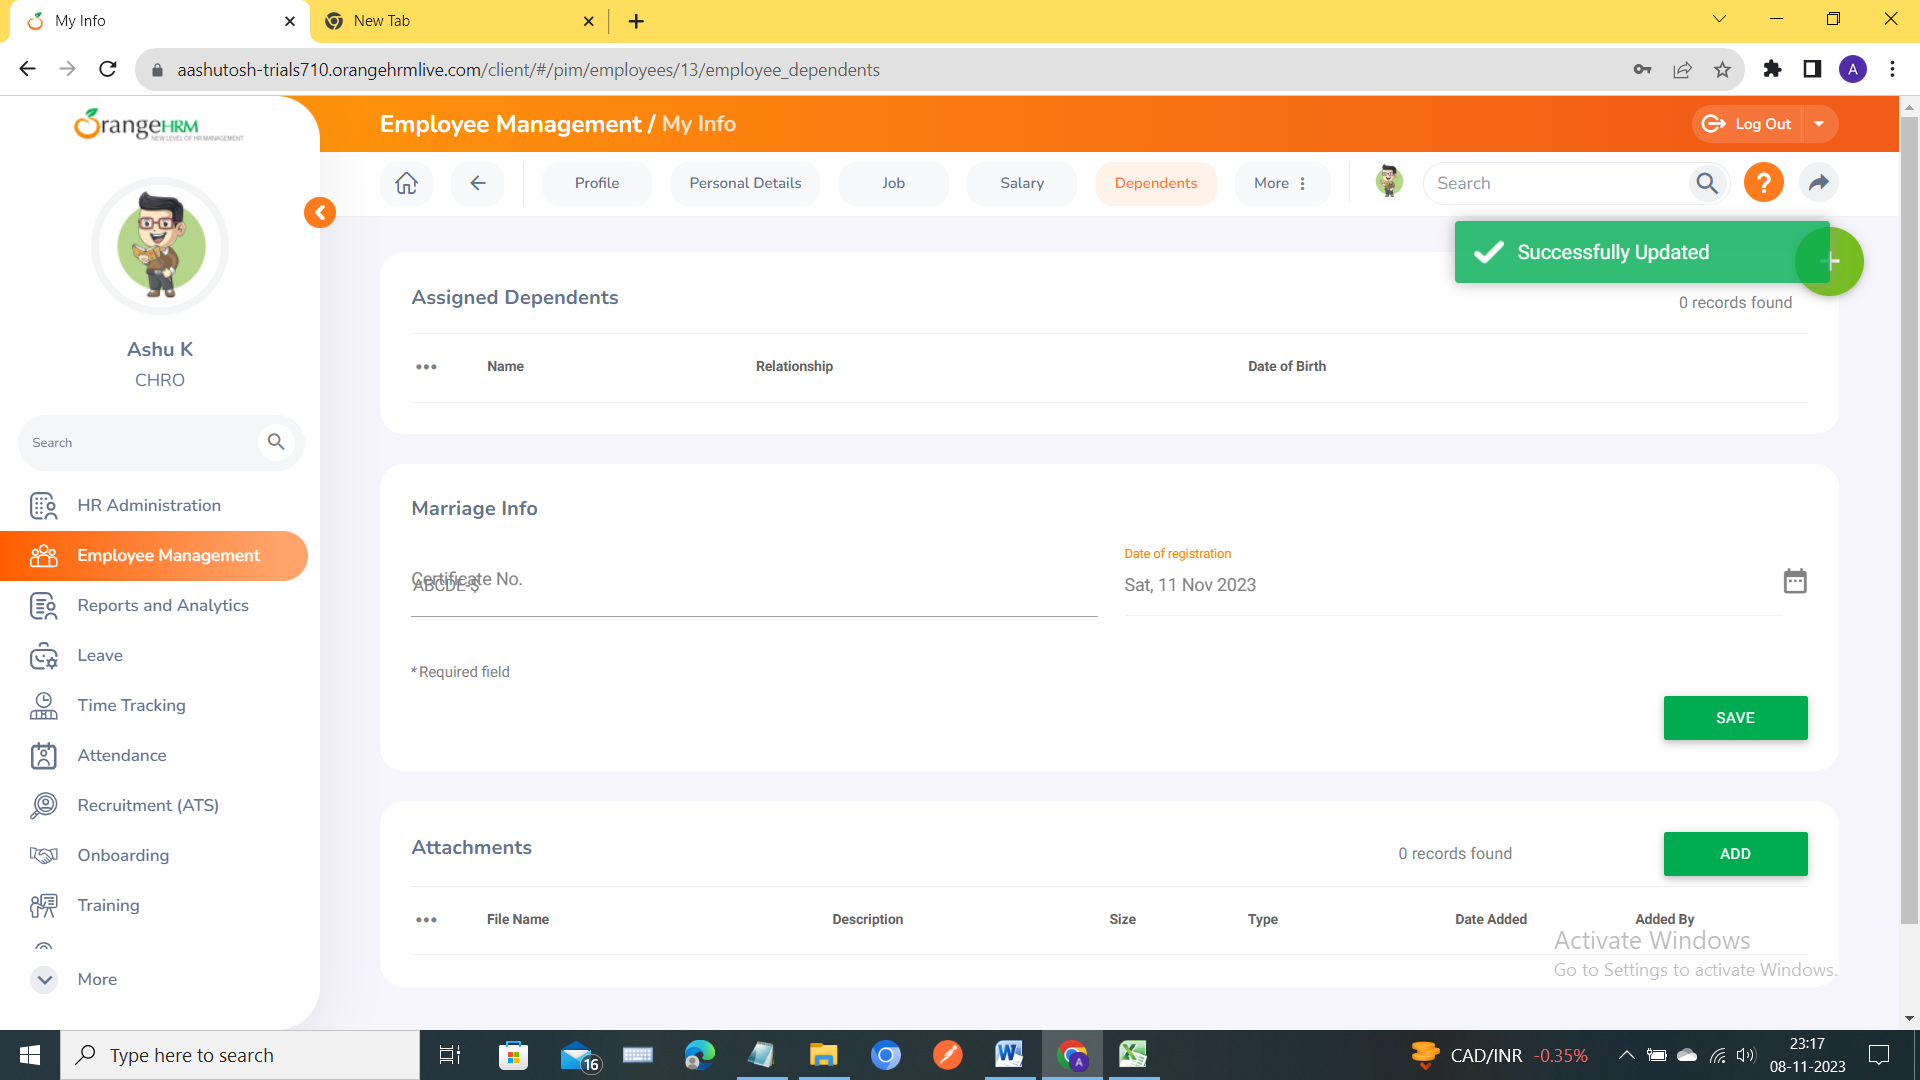 My Info
New Tab
aashutosh-trials710.orangehrmlive.com/client/#/pim/employees/13/employee_dependents
A
OrangeHRM
NEW LEVEL OF HR MANAGEMENT
Employee Management / My Info
Log Out
Profile
Personal Details
Job
Salary
Dependents
More
Search
?
Successfully Updated
+
Ashu K
CHRO
Search
HR Administration
Employee Management
Reports and Analytics
Leave
Time Tracking
Attendance
Recruitment (ATS)
Onboarding
Training
More
Assigned Dependents
0 records found
Name Relationship Date of Birth
Marriage Info
Certificate No.
ABCDE-$
Date of registration
Sat, 11 Nov 2023
*Required field
SAVE
Attachments
0 records found
ADD
File Name Description Size Type Date Added Added By
Activate Windows
Go to Settings to activate Windows.
Type here to search
16
A
CAD/INR -0.35%
23:17
08-11-2023